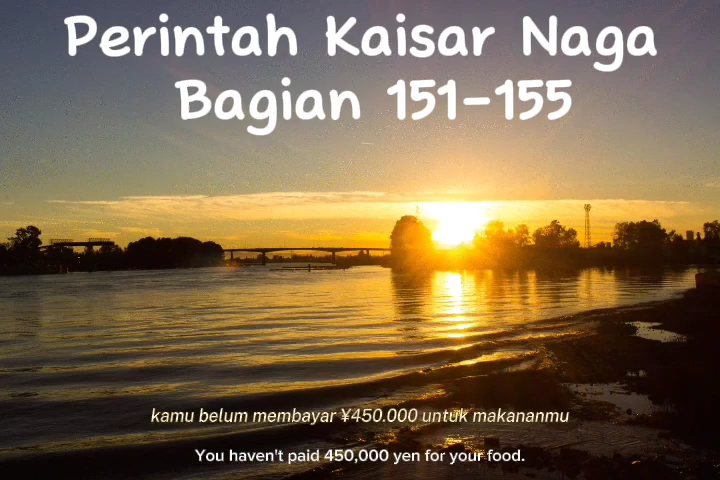 Perintah Kaisar Naga
Bagian 151-155
kamu belum membayar ¥450.000 untuk makananmu
You haven't paid 450,000 yen for your food.